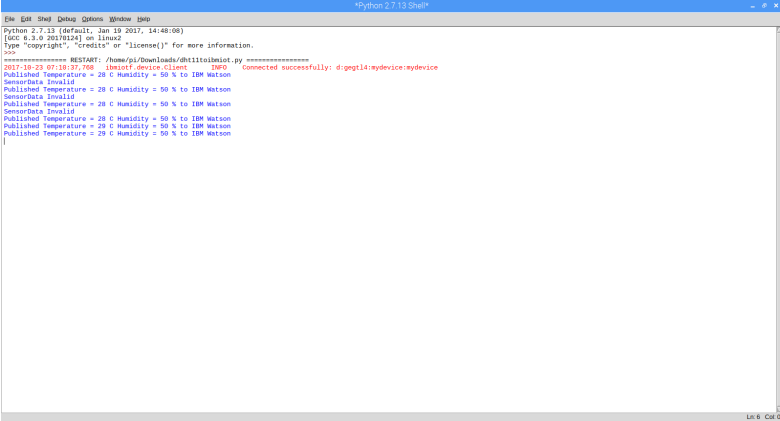 *Python 2.7.13 Shell*
File Edit Shell Debug Options Window Help
Python 2.7.13 (default, Jan 19 2017, 14:48:08)
[GCC 6.3.0 20170124] on linux2
Type "copyright", "credits" or "license()" for more information.
>>>
================ RESTART: /home/pi/Downloads/dht11toibmiot.py ================
2017-10-23 07:10:37,768   ibmiotf.device.Client      INFO    Connected successfully: d:gegtl4:mydevice:mydevice
Published Temperature = 28 C Humidity = 50 % to IBM Watson
SensorData Invalid
Published Temperature = 28 C Humidity = 50 % to IBM Watson
SensorData Invalid
Published Temperature = 28 C Humidity = 50 % to IBM Watson
SensorData Invalid
Published Temperature = 28 C Humidity = 50 % to IBM Watson
Published Temperature = 29 C Humidity = 50 % to IBM Watson
Published Temperature = 29 C Humidity = 50 % to IBM Watson
Ln: 6 Col: 0